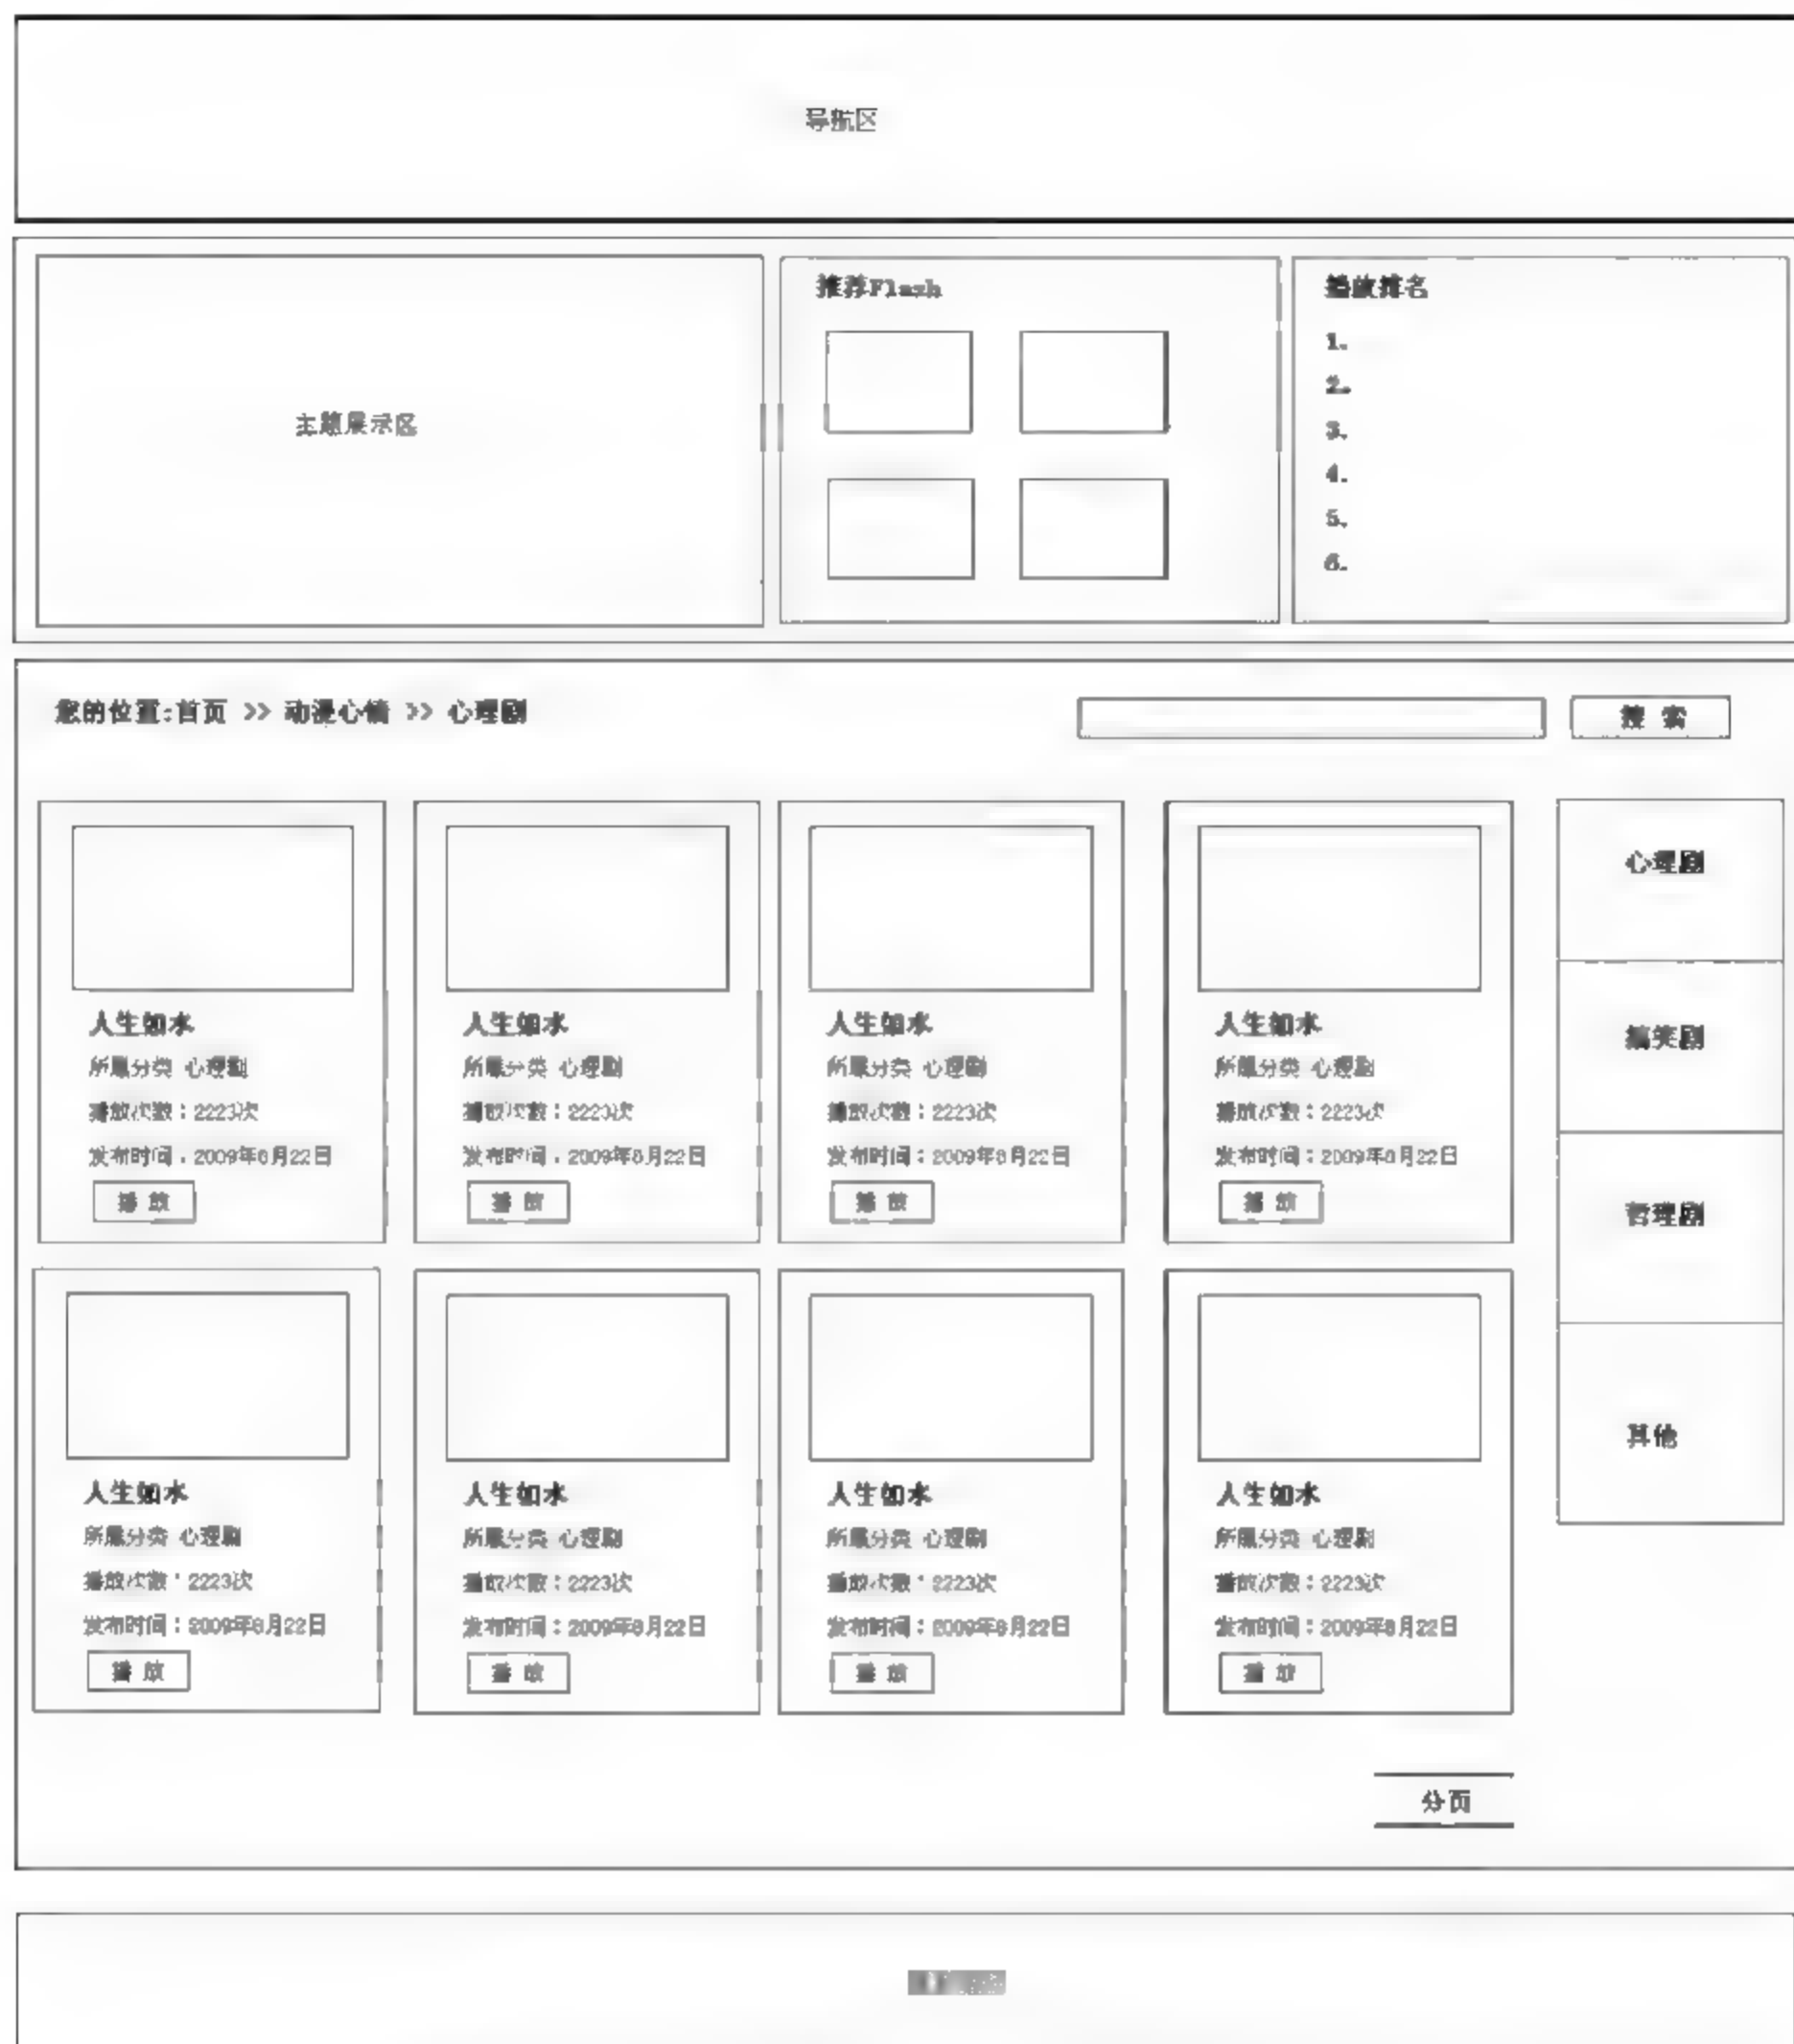 导航区
主题展示区
推荐Flash
播放排名
1.
2.
3.
4.
5.
6.
您的位置:首页 >> 动漫心情 >> 心理剧
搜 索
人生如水
所属分类 心理剧
播放次数：2223次
发布时间：2009年8月22日
播 放
人生如水
所属分类 心理剧
播放次数：2223次
发布时间：2009年8月22日
播 放
人生如水
所属分类 心理剧
播放次数：2223次
发布时间：2009年8月22日
播 放
人生如水
所属分类 心理剧
播放次数：2223次
发布时间：2009年8月22日
播 放
心理剧
搞笑剧
哲理剧
其他
人生如水
所属分类 心理剧
播放次数：2223次
发布时间：2009年8月22日
播 放
人生如水
所属分类 心理剧
播放次数：2223次
发布时间：2009年8月22日
播 放
人生如水
所属分类 心理剧
播放次数：2223次
发布时间：2009年8月22日
播 放
人生如水
所属分类 心理剧
播放次数：2223次
发布时间：2009年8月22日
播 放
分页